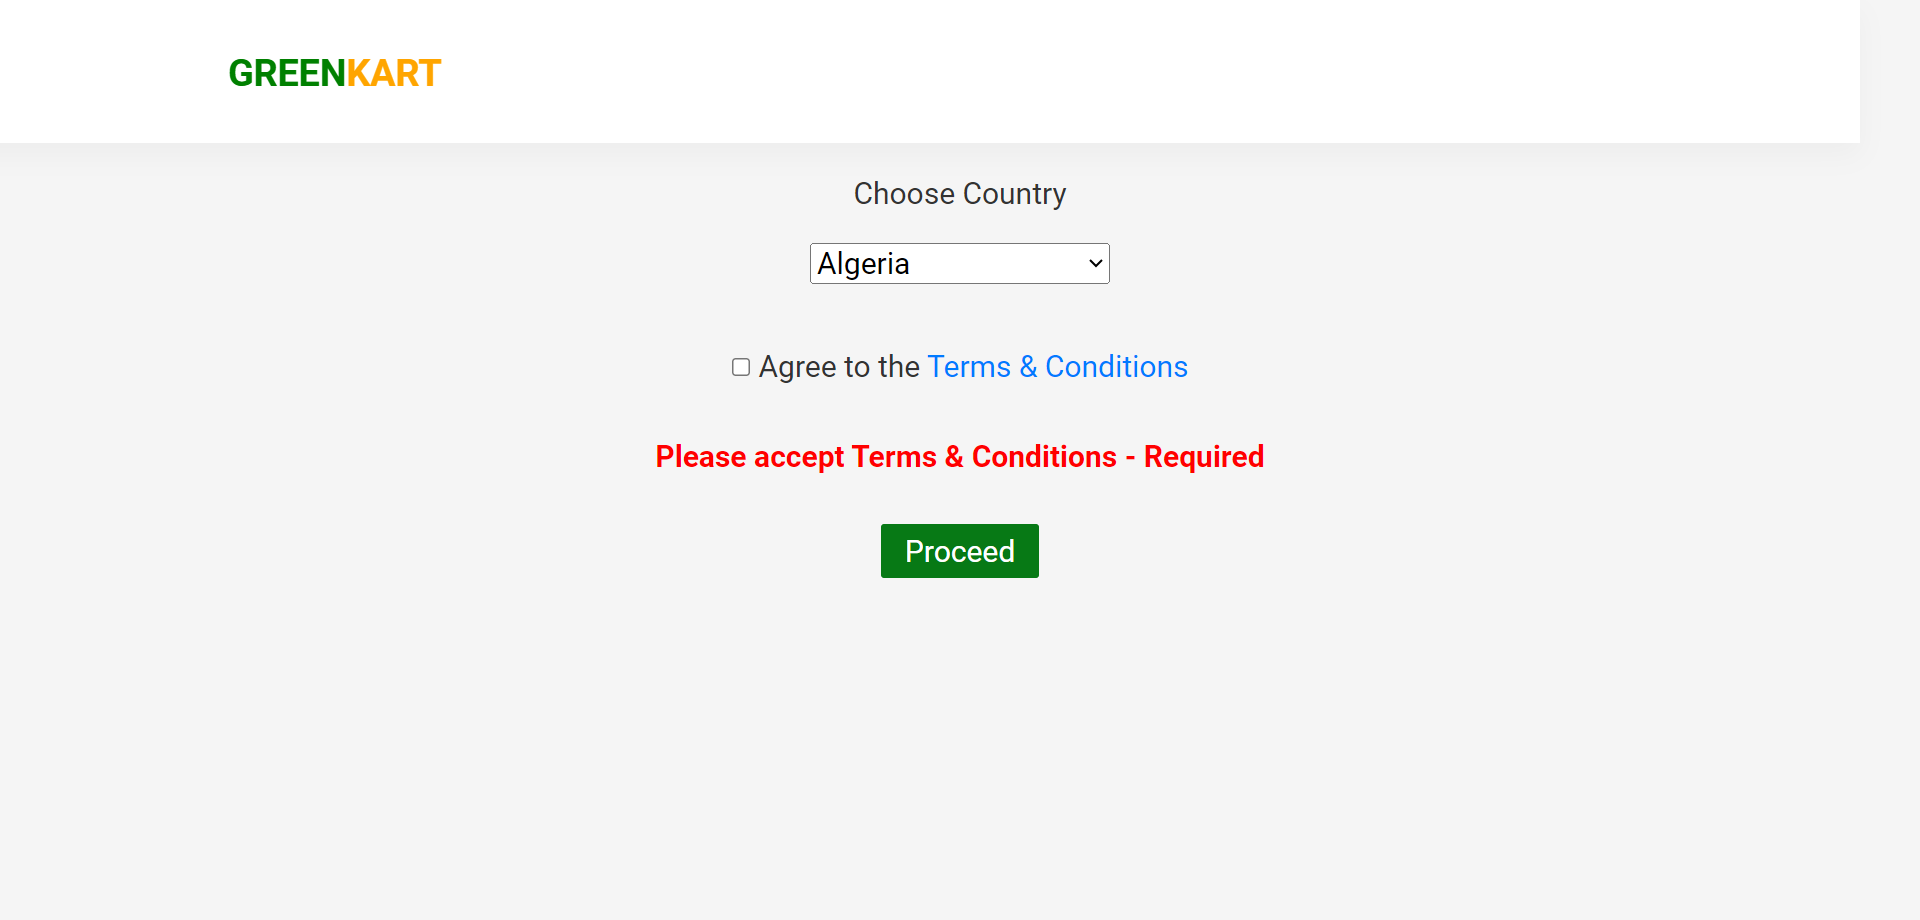 GREENKART
Choose Country
Algeria
Agree to the Terms & Conditions
Please accept Terms & Conditions - Required
Proceed